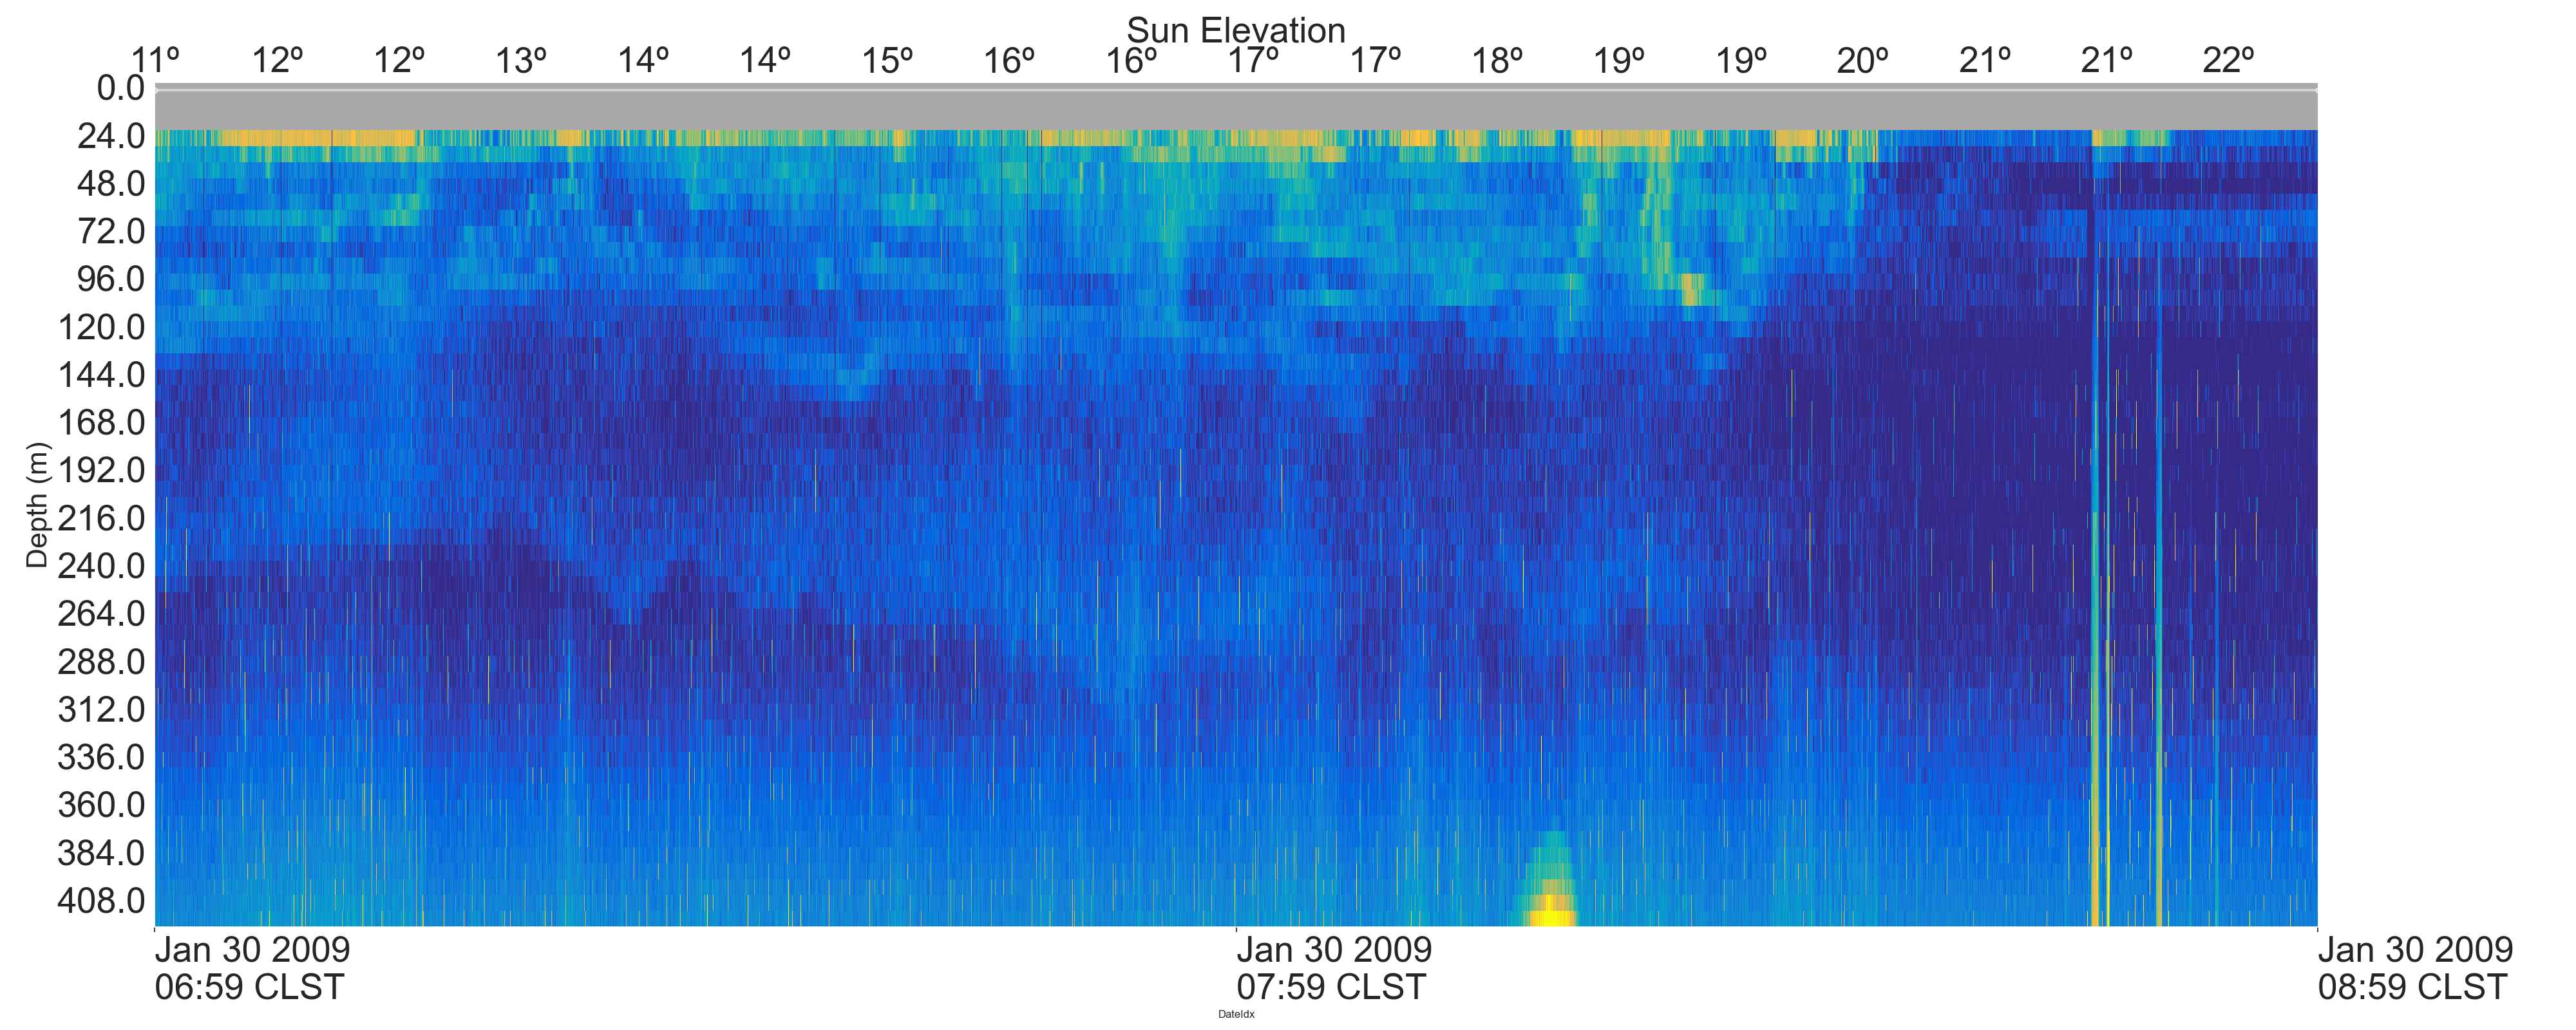 Sun Elevation
11º 12º 12º 13º 14º 14º 15º 16º 16º 17º 17º 18º 19º 19º 20º 21º 21º 22º
0.0
24.0
48.0
72.0
96.0
120.0
144.0
168.0
192.0
216.0
240.0
264.0
288.0
312.0
336.0
360.0
384.0
408.0
Depth (m)
Jan 30 2009
06:59 CLST
Jan 30 2009
07:59 CLST
Jan 30 2009
08:59 CLST
DateIdx